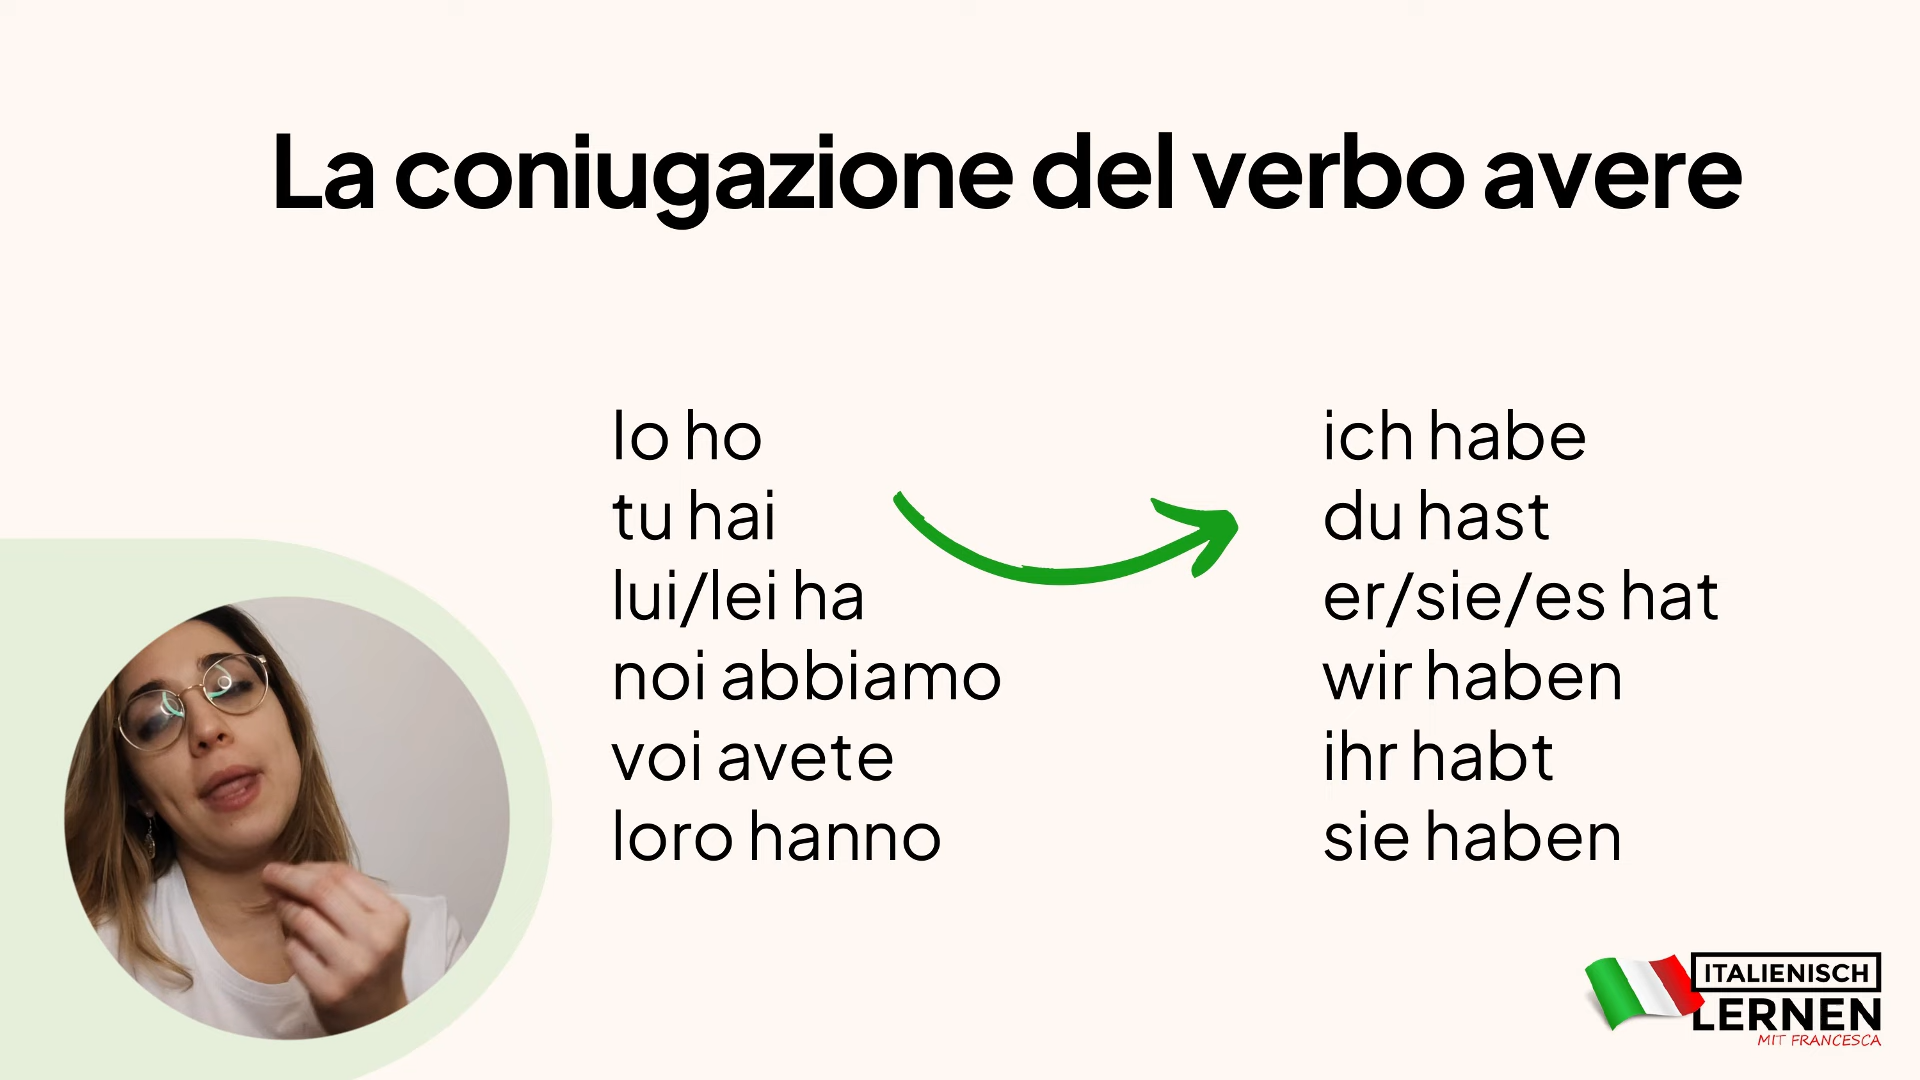 La coniugazione del verbo avere
Io ho
tu hai
lui/lei ha
noi abbiamo
voi avete
loro hanno
ich habe
du hast
er/sie/es hat
wir haben
ihr habt
sie haben
ITALIENISCH
LERNEN
MIT FRANCESCA